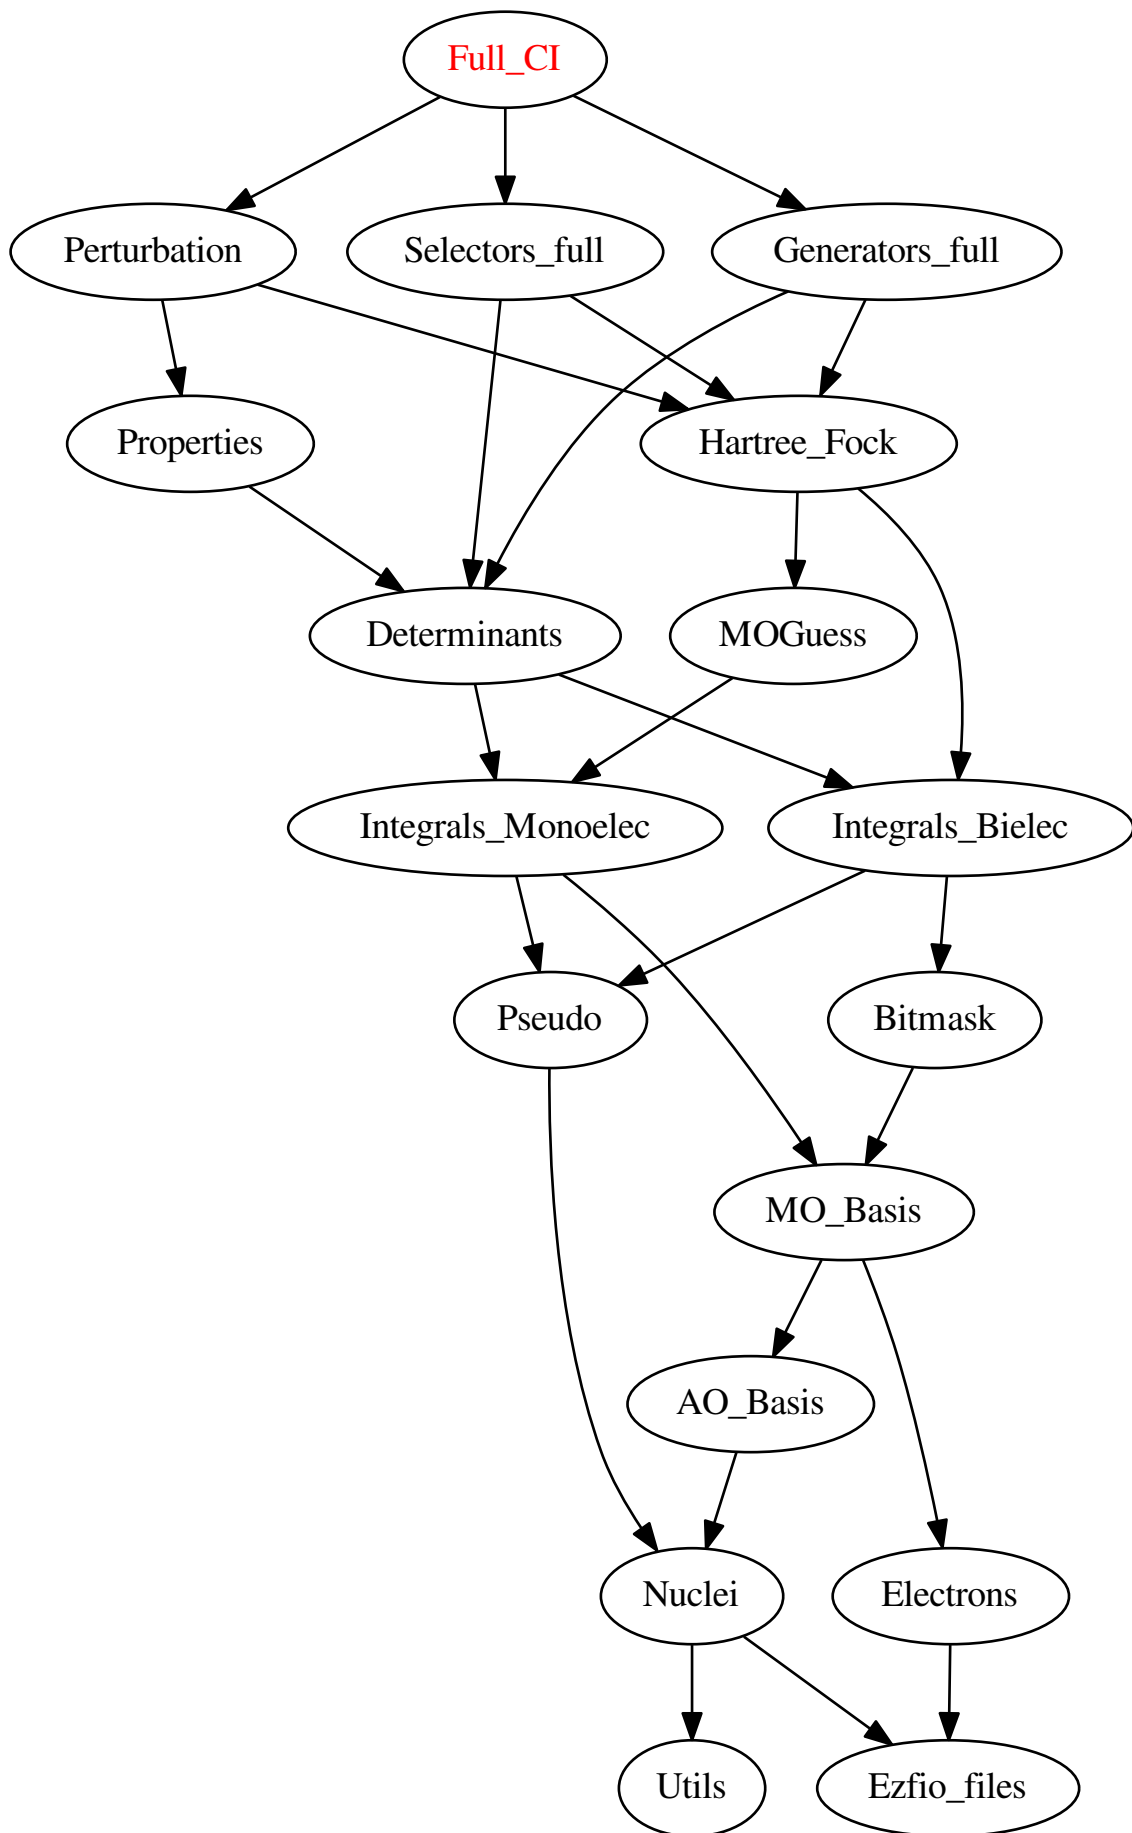 Full_CI
Perturbation
Selectors_full
Generators_full
Properties
Hartree_Fock
Determinants
MOGuess
Integrals_Monoelec
Integrals_Bielec
Pseudo
Bitmask
MO_Basis
AO_Basis
Nuclei
Electrons
Utils
Ezfio_files